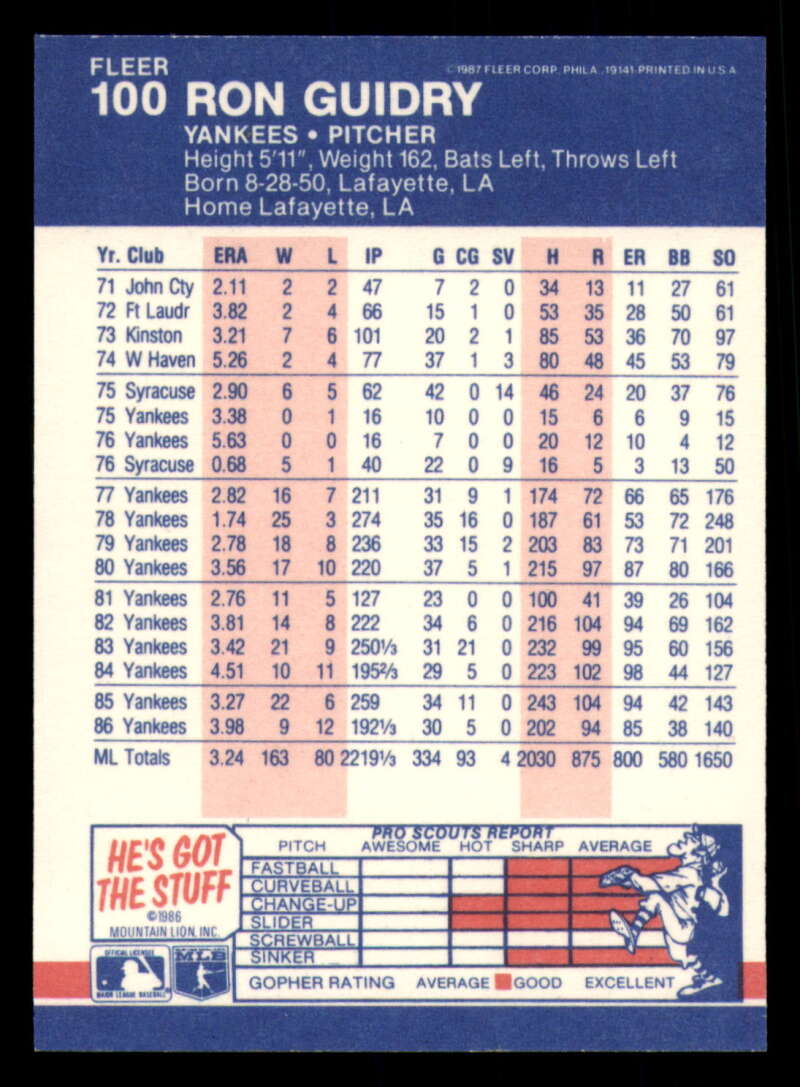 FLEER
©1987 FLEER CORP. PHILA., 19141-PRINTED IN U.S.A.
100 RON GUIDRY
YANKEES • PITCHER
Height 5'11", Weight 162, Bats Left, Throws Left
Born 8-28-50, Lafayette, LA
Home Lafayette, LA
Yr. Club ERA W L IP G CG SV H R ER BB SO
71 John Cty 2.11 2 2 47 7 2 0 34 13 11 27 61
72 Ft Laudr 3.82 2 4 66 15 1 0 53 35 28 50 61
73 Kinston 3.21 7 6 101 20 2 1 85 53 36 70 97
74 W Haven 5.26 2 4 77 37 1 3 80 48 45 53 79
75 Syracuse 2.90 6 5 62 42 0 14 46 24 20 37 76
75 Yankees 3.38 0 1 16 10 0 0 15 6 6 9 15
76 Yankees 5.63 0 0 16 7 0 0 20 12 10 4 12
76 Syracuse 0.68 5 1 40 22 0 9 16 5 3 13 50
77 Yankees 2.82 16 7 211 31 9 1 174 72 66 65 176
78 Yankees 1.74 25 3 274 35 16 0 187 61 53 72 248
79 Yankees 2.78 18 8 236 33 15 2 203 83 73 71 201
80 Yankees 3.56 17 10 220 37 5 1 215 97 87 80 166
81 Yankees 2.76 11 5 127 23 0 0 100 41 39 26 104
82 Yankees 3.81 14 8 222 34 6 0 216 104 94 69 162
83 Yankees 3.42 21 9 250⅓ 31 21 0 232 99 95 60 156
84 Yankees 4.51 10 11 195⅔ 29 5 0 223 102 98 44 127
85 Yankees 3.27 22 6 259 34 11 0 243 104 94 42 143
86 Yankees 3.98 9 12 192⅓ 30 5 0 202 94 85 38 140
ML Totals 3.24 163 80 2219⅓ 334 93 4 2030 875 800 580 1650
HE'S GOT
THE STUFF
©1986
MOUNTAIN LION, INC.
OFFICIAL LICENSEE
MAJOR LEAGUE BASEBALL
MLB
PRO SCOUTS REPORT
PITCH AWESOME HOT SHARP AVERAGE
FASTBALL
CURVEBALL
CHANGE-UP
SLIDER
SCREWBALL
SINKER
GOPHER RATING AVERAGE GOOD EXCELLENT